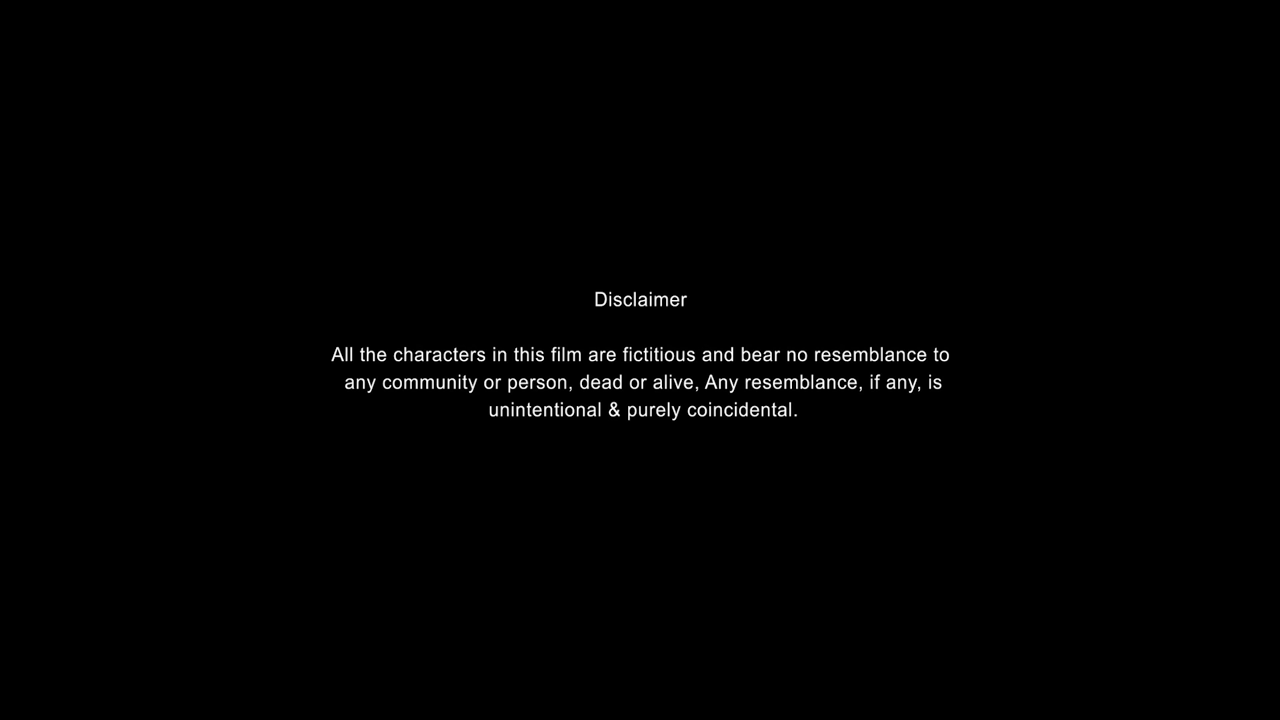 Disclaimer
All the characters in this film are fictitious and bear no resemblance to
any community or person, dead or alive, Any resemblance, if any, is
unintentional & purely coincidental.